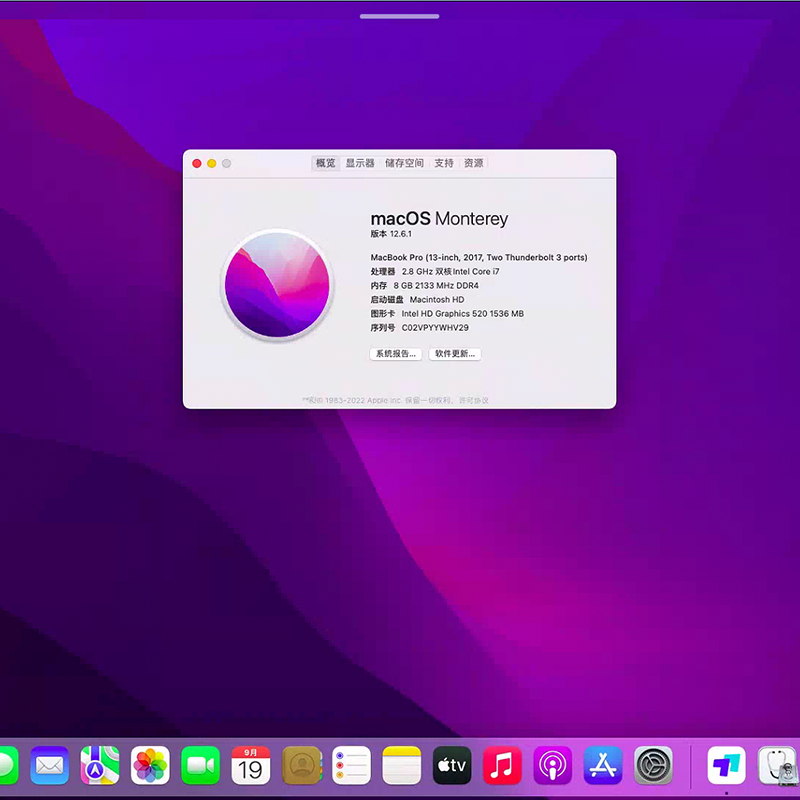 概览 显示器 储存空间 支持 资源
macOS Monterey
版本 12.6.1
MacBook Pro (13-inch, 2017, Two Thunderbolt 3 ports)
处理器 2.8 GHz 双核Intel Core i7
内存 8 GB 2133 MHz DDR4
启动磁盘 Macintosh HD
图形卡 Intel HD Graphics 520 1536 MB
序列号 C02VPYYWHV29
系统报告... 软件更新...
1983-2022 Apple Inc. 保留一切权利。 许可协议
9月
19
tv